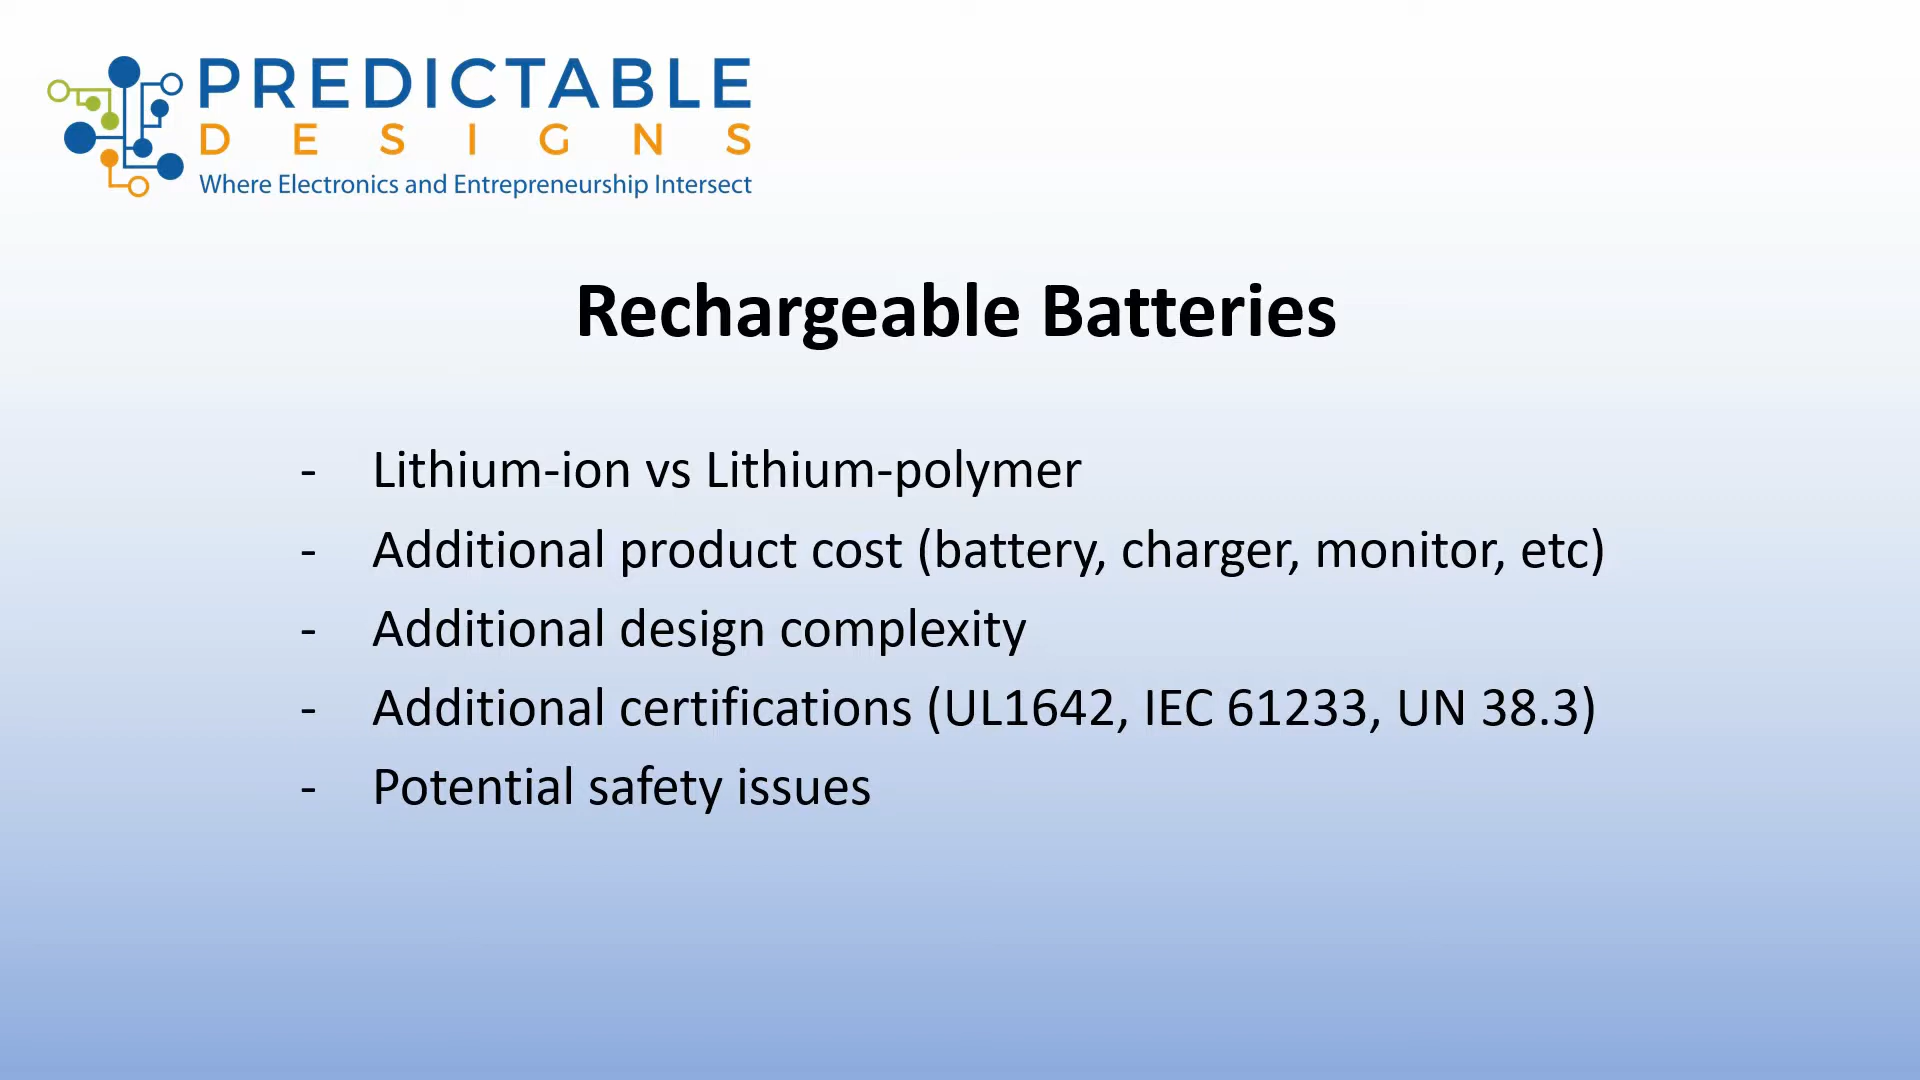 PREDICTABLE
DESIGNS
Where Electronics and Entrepreneurship Intersect
Rechargeable Batteries
- Lithium-ion vs Lithium-polymer
- Additional product cost (battery, charger, monitor, etc)
- Additional design complexity
- Additional certifications (UL1642, IEC 61233, UN 38.3)
- Potential safety issues